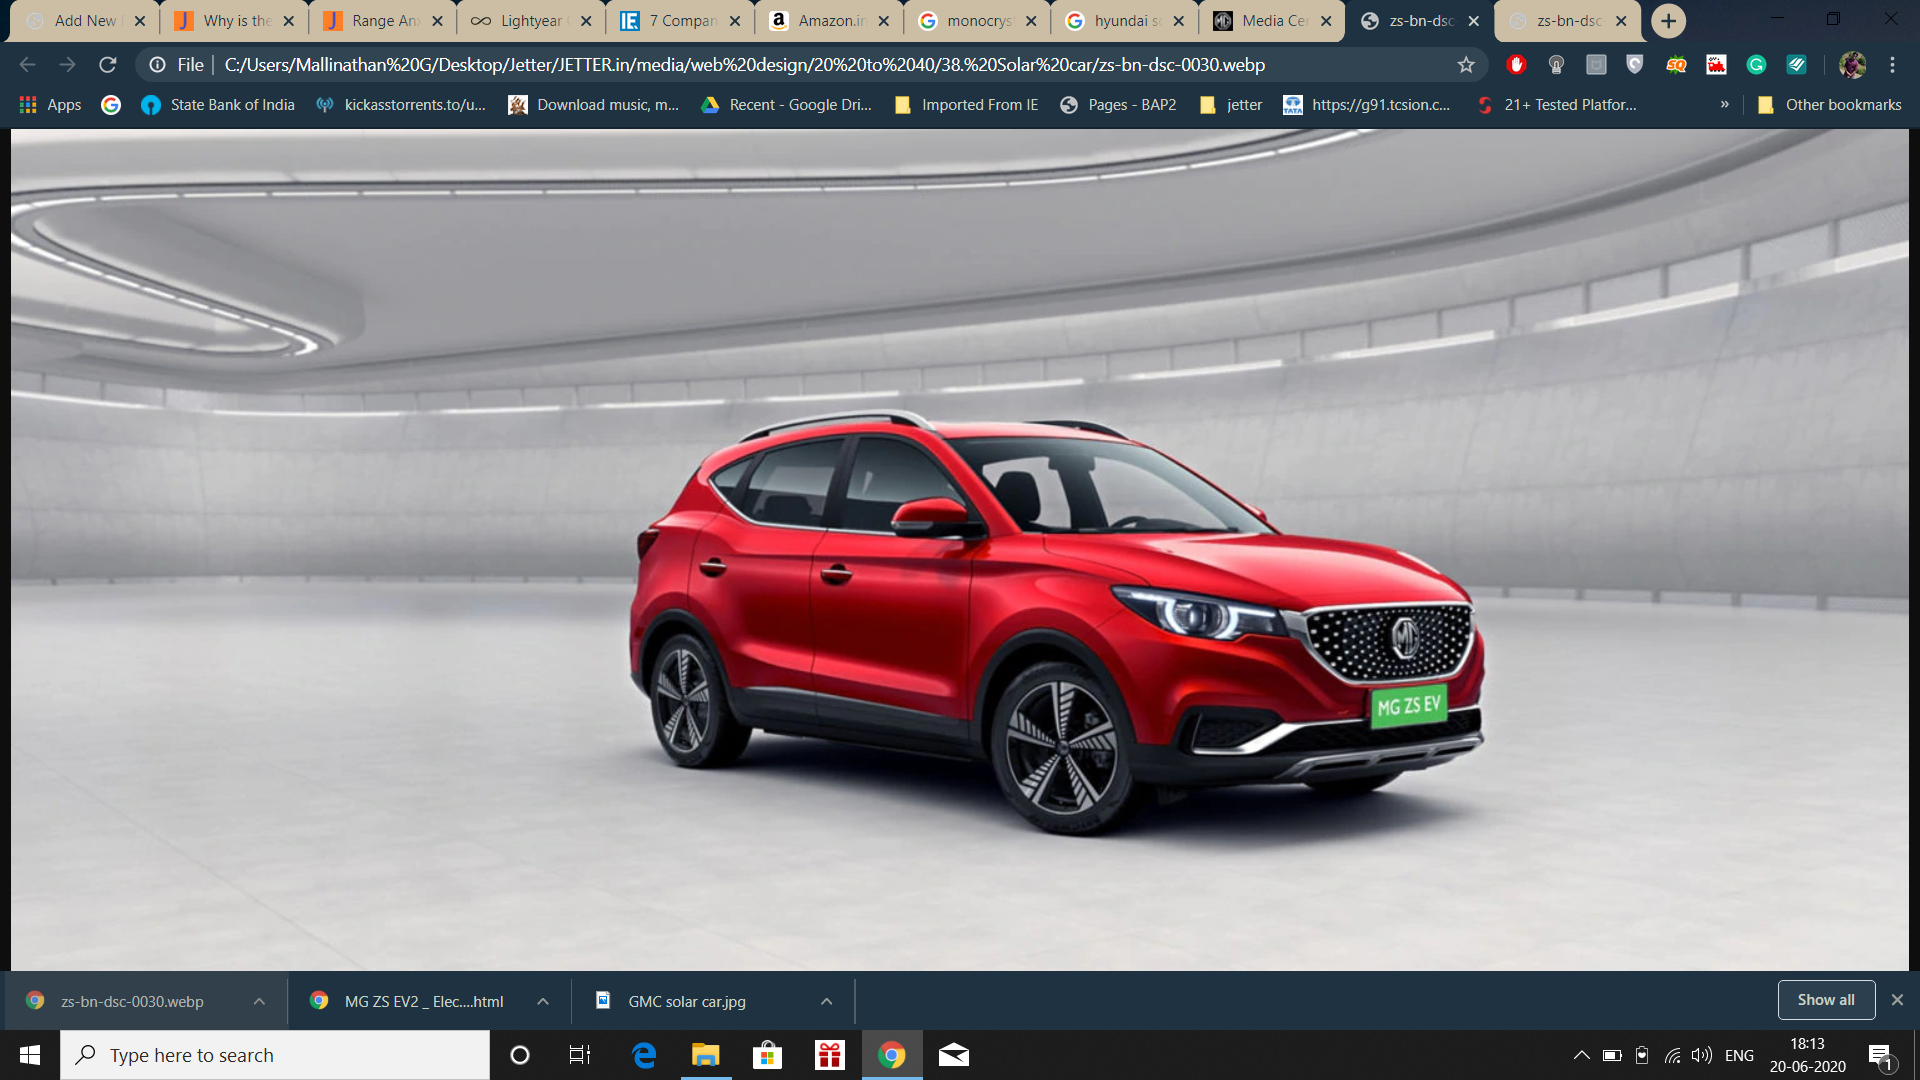 Add New
Why is the
Range An
Lightyear
7 Compan
Amazon.in
monocryst
hyundai s
Media Cen
zs-bn-dsc
zs-bn-dsc
File
C:/Users/Mallinathan%20G/Desktop/Jetter/JETTER.in/media/web%20design/20%20to%2040/38.%20Solar%20car/zs-bn-dsc-0030.webp
Apps
State Bank of India
kickasstorrents.to/u...
Download music, m...
Recent - Google Dri...
Imported From IE
Pages - BAP2
jetter
https://g91.tcsion.c...
21+ Tested Platfor...
»
Other bookmarks
MG
MG ZS EV
zs-bn-dsc-0030.webp
MG ZS EV2 _ Elec....html
GMC solar car.jpg
Show all
Type here to search
ENG
18:13
20-06-2020
1